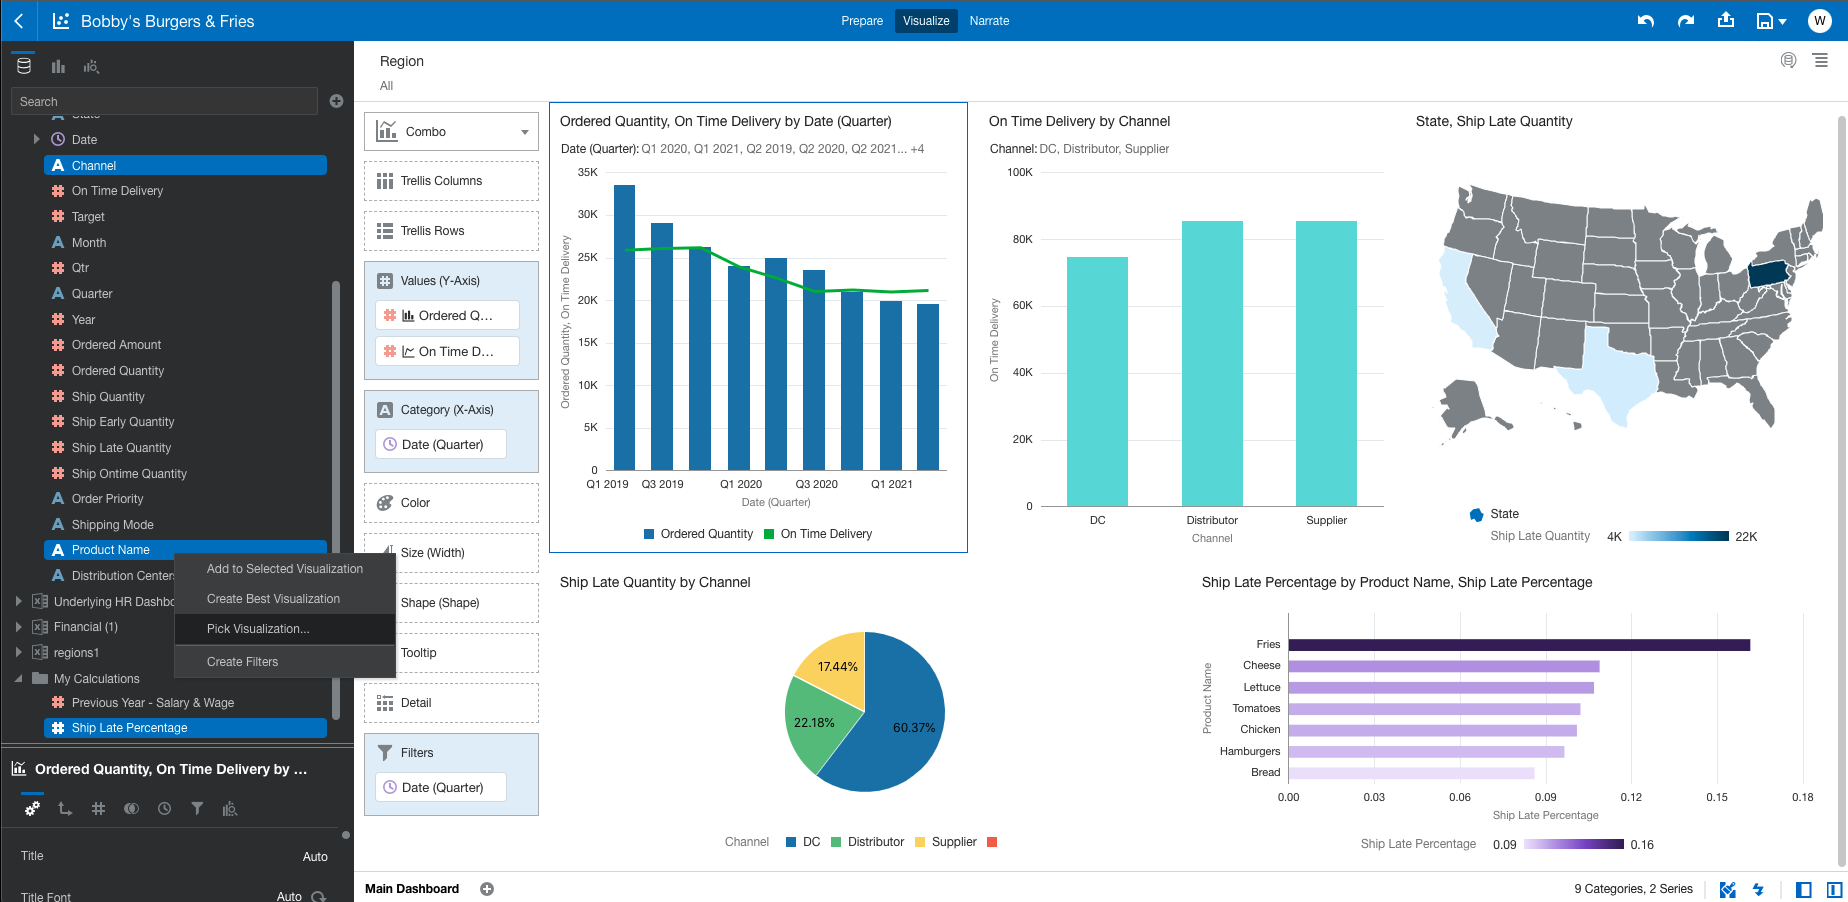 Bobby's Burgers & Fries
Prepare
Visualize
Narrate
W
Search
State
Date
Channel
On Time Delivery
Target
Month
Qtr
Quarter
Year
Ordered Amount
Ordered Quantity
Ship Quantity
Ship Early Quantity
Ship Late Quantity
Ship Ontime Quantity
Order Priority
Shipping Mode
Product Name
Distribution Center
Underlying HR Dashbo
Financial (1)
regions1
My Calculations
Previous Year - Salary & Wage
Ship Late Percentage
Add to Selected Visualization
Create Best Visualization
Pick Visualization...
Create Filters
Ordered Quantity, On Time Delivery by ...
Title
Auto
Title Font
Auto
Region
All
Combo
Trellis Columns
Trellis Rows
Values (Y-Axis)
Ordered Q...
On Time D...
Category (X-Axis)
Date (Quarter)
Color
Size (Width)
Shape (Shape)
Tooltip
Detail
Filters
Date (Quarter)
Ordered Quantity, On Time Delivery by Date (Quarter)
Date (Quarter): Q1 2020, Q1 2021, Q2 2019, Q2 2020, Q2 2021... +4
Ordered Quantity, On Time Delivery
35K
30K
25K
20K
15K
10K
5K
0
Q1 2019 Q3 2019 Q1 2020 Q3 2020 Q1 2021
Date (Quarter)
Ordered Quantity On Time Delivery
On Time Delivery by Channel
Channel: DC, Distributor, Supplier
On Time Delivery
100K
80K
60K
40K
20K
0
DC Distributor Supplier
Channel
State, Ship Late Quantity
State
Ship Late Quantity 4K 22K
Ship Late Quantity by Channel
17.44%
22.18%
60.37%
Channel DC Distributor Supplier
Ship Late Percentage by Product Name, Ship Late Percentage
Product Name
Fries
Cheese
Lettuce
Tomatoes
Chicken
Hamburgers
Bread
0.00 0.03 0.06 0.09 0.12 0.15 0.18
Ship Late Percentage
Ship Late Percentage 0.09 0.16
Main Dashboard
9 Categories, 2 Series